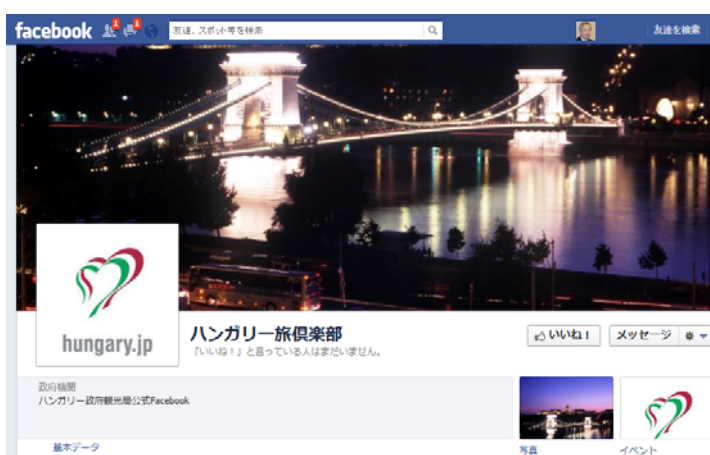 facebook
1
1
友達、スポット等を検索
友達を検索
hungary.jp
ハンガリー旅倶楽部
「いいね！」と言っている人はまだいません。
いいね！
メッセージ
政府機関
ハンガリー政府観光局公式Facebook
基本データ
写真
イベント